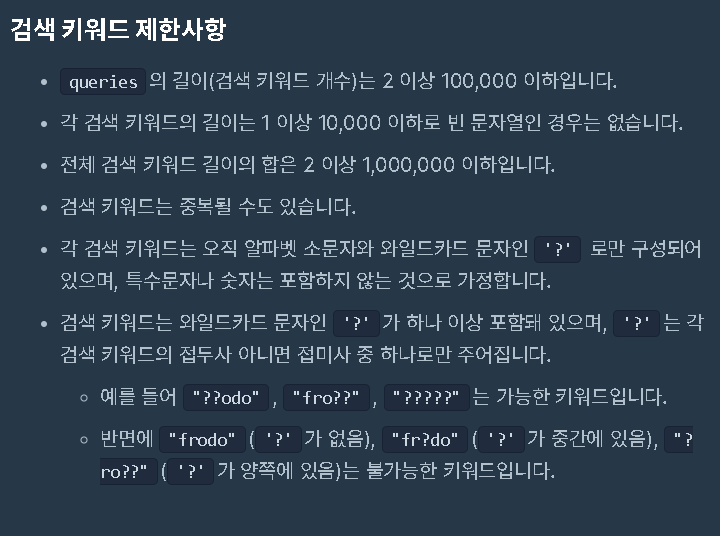 검색 키워드 제한사항
queries 의 길이(검색 키워드 개수)는 2 이상 100,000 이하입니다.
각 검색 키워드의 길이는 1 이상 10,000 이하로 빈 문자열인 경우는 없습니다.
전체 검색 키워드 길이의 합은 2 이상 1,000,000 이하입니다.
검색 키워드는 중복될 수도 있습니다.
각 검색 키워드는 오직 알파벳 소문자와 와일드카드 문자인 '?' 로만 구성되어
있으며, 특수문자나 숫자는 포함하지 않는 것으로 가정합니다.
검색 키워드는 와일드카드 문자인 '?' 가 하나 이상 포함돼 있으며, '?' 는 각
검색 키워드의 접두사 아니면 접미사 중 하나로만 주어집니다.
예를 들어 "??odo", "fro??", "?????" 는 가능한 키워드입니다.
반면에 "frodo" ( '?' 가 없음), "fr?do" ( '?' 가 중간에 있음), "?
ro??" ( '?' 가 양쪽에 있음)는 불가능한 키워드입니다.